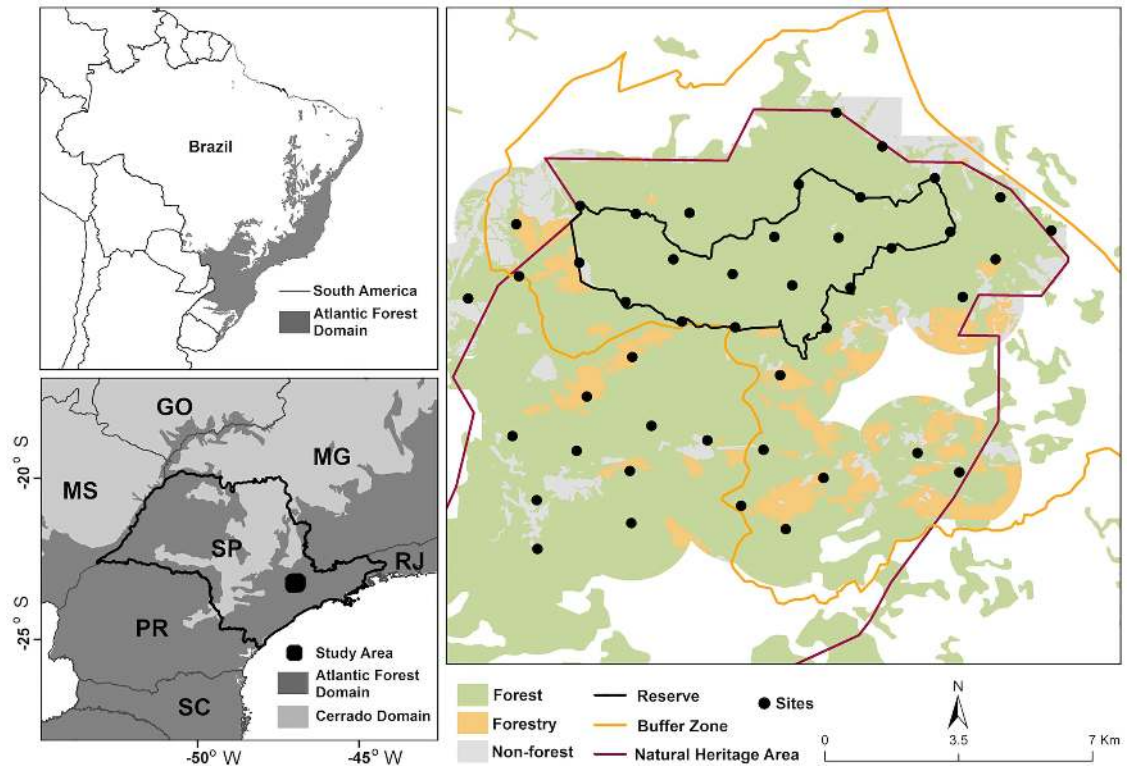 Brazil
South America
Atlantic Forest
Domain
GO
MG
MS
SP
RJ
PR
SC
-20° S
-25° S
Study Area
Atlantic Forest
Domain
Cerrado Domain
-50° W
-45° W
Forest
Forestry
Non-forest
Reserve
Buffer Zone
Natural Heritage Area
Sites
N
0
3.5
7 Km